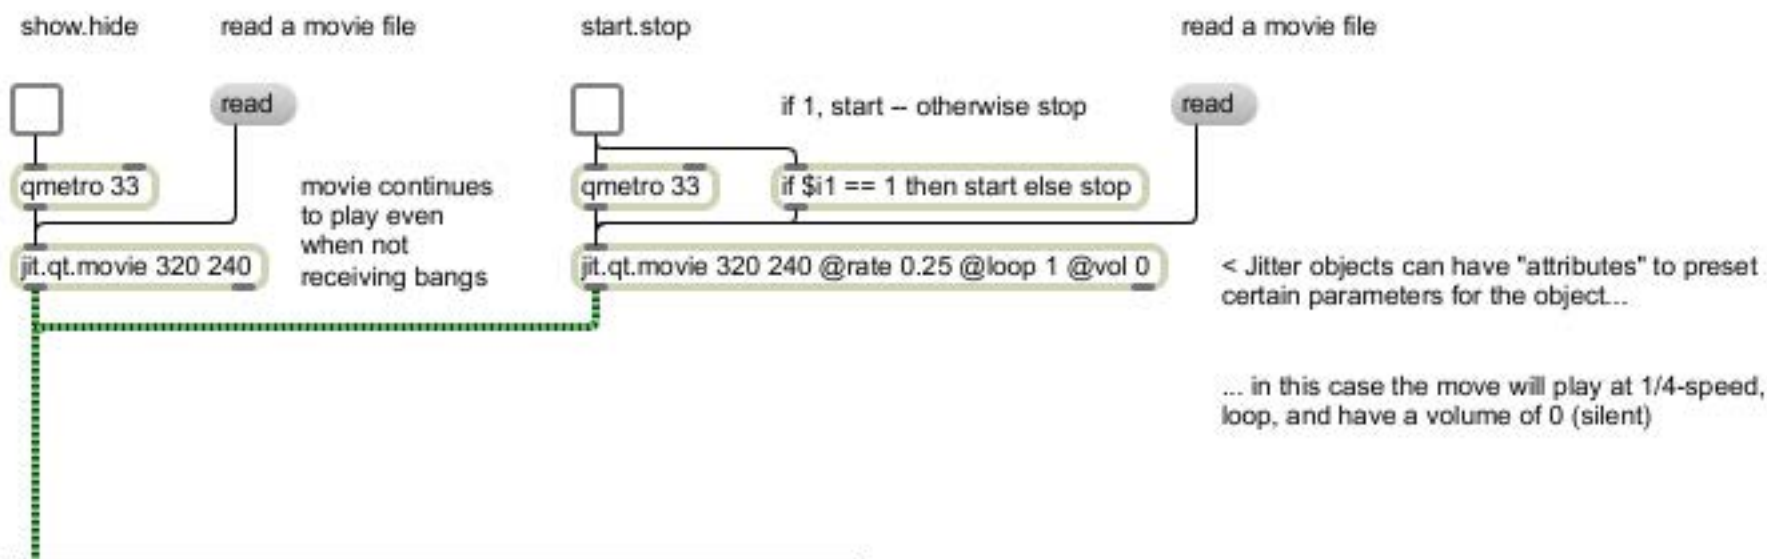 show.hide
read a movie file
start.stop
read a movie file
read
if 1, start -- otherwise stop
read
qmetro 33
movie continues
to play even
when not
receiving bangs
qmetro 33
if $i1 == 1 then start else stop
jit.qt.movie 320 240
jit.qt.movie 320 240 @rate 0.25 @loop 1 @vol 0
< Jitter objects can have "attributes" to preset
certain parameters for the object...
... in this case the move will play at 1/4-speed,
loop, and have a volume of 0 (silent)